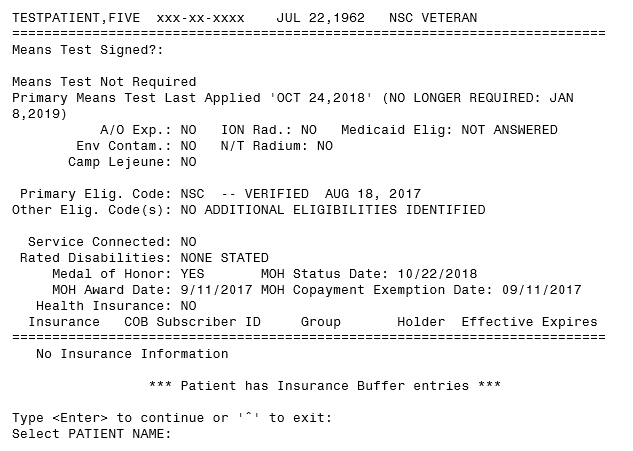 TESTPATIENT,FIVE  xxx-xx-xxxx    JUL 22,1962   NSC VETERAN
==========================================================================
Means Test Signed?:

Means Test Not Required
Primary Means Test Last Applied 'OCT 24,2018' (NO LONGER REQUIRED: JAN
8,2019)
           A/O Exp.: NO   ION Rad.: NO   Medicaid Elig: NOT ANSWERED
        Env Contam.: NO   N/T Radium: NO
       Camp Lejeune: NO

 Primary Elig. Code: NSC  -- VERIFIED  AUG 18, 2017
Other Elig. Code(s): NO ADDITIONAL ELIGIBILITIES IDENTIFIED

  Service Connected: NO
 Rated Disabilities: NONE STATED
     Medal of Honor: YES       MOH Status Date: 10/22/2018
     MOH Award Date: 9/11/2017 MOH Copayment Exemption Date: 09/11/2017
   Health Insurance: NO
  Insurance   COB Subscriber ID     Group       Holder  Effective Expires
==========================================================================
   No Insurance Information

                 *** Patient has Insurance Buffer entries ***

Type <Enter> to continue or '^' to exit:
Select PATIENT NAME: